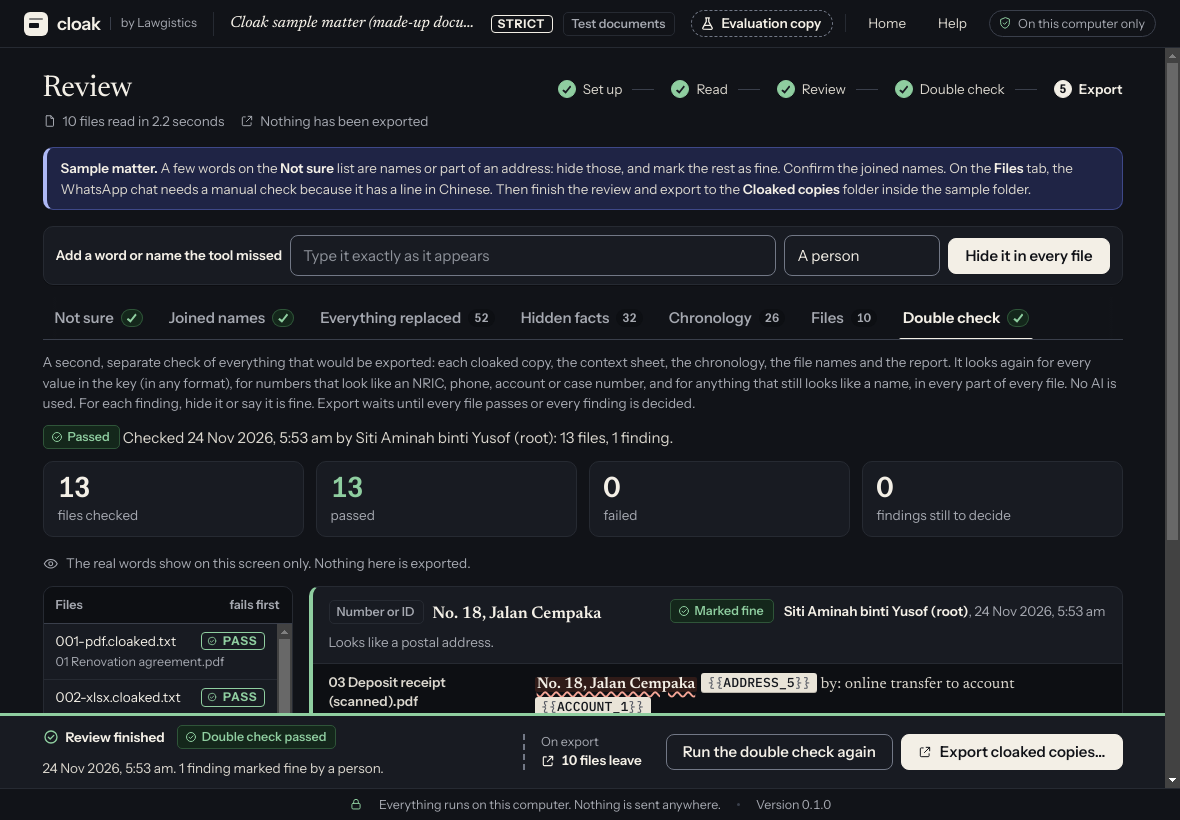 cloak
by Lawgistics
Cloak sample matter (made-up docu...
STRICT
Test documents
Evaluation copy
Home
Help
On this computer only
Review
Set up
Read
Review
Double check
5 Export
10 files read in 2.2 seconds
Nothing has been exported
Sample matter. A few words on the Not sure list are names or part of an address: hide those, and mark the rest as fine. Confirm the joined names. On the Files tab, the
WhatsApp chat needs a manual check because it has a line in Chinese. Then finish the review and export to the Cloaked copies folder inside the sample folder.
Add a word or name the tool missed
Type it exactly as it appears
A person
Hide it in every file
Not sure
Joined names
Everything replaced 52
Hidden facts 32
Chronology 26
Files 10
Double check
A second, separate check of everything that would be exported: each cloaked copy, the context sheet, the chronology, the file names and the report. It looks again for every
value in the key (in any format), for numbers that look like an NRIC, phone, account or case number, and for anything that still looks like a name, in every part of every file. No AI is
used. For each finding, hide it or say it is fine. Export waits until every file passes or every finding is decided.
Passed Checked 24 Nov 2026, 5:53 am by Siti Aminah binti Yusof (root): 13 files, 1 finding.
13
files checked
13
passed
0
failed
0
findings still to decide
The real words show on this screen only. Nothing here is exported.
Files
fails first
001-pdf.cloaked.txt
PASS
01 Renovation agreement.pdf
002-xlsx.cloaked.txt
PASS
Number or ID
No. 18, Jalan Cempaka
Marked fine
Siti Aminah binti Yusof (root), 24 Nov 2026, 5:53 am
Looks like a postal address.
03 Deposit receipt
(scanned).pdf
No. 18, Jalan Cempaka {{ADDRESS_5}} by: online transfer to account
{{ACCOUNT_1}}
Review finished
Double check passed
24 Nov 2026, 5:53 am. 1 finding marked fine by a person.
On export
10 files leave
Run the double check again
Export cloaked copies...
Everything runs on this computer. Nothing is sent anywhere.
Version 0.1.0